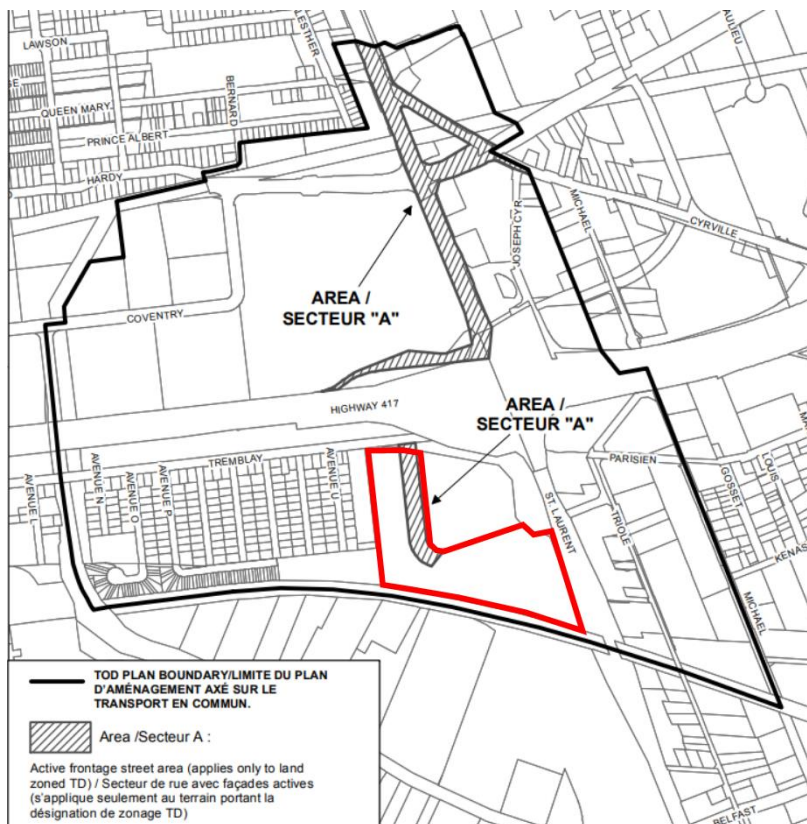 LESTHER
LAWSON
BERNARD
QUEEN MARY
PRINCE ALBERT
HARDY
MICHAEL
CYRVILLE
JOSEPH CYR
AREA /
SECTEUR "A"
COVENTRY
HIGHWAY 417
AREA /
SECTEUR "A"
TREMBLAY
PARISIEN
AVENUE L
AVENUE N
AVENUE O
AVENUE P
AVENUE U
ST. LAURENT
TRIOLE
GOSSET
LOUIS
MICHAEL
BELFAST
TOD PLAN BOUNDARY/LIMITE DU PLAN
D'AMÉNAGEMENT AXÉ SUR LE
TRANSPORT EN COMMUN.
Area /Secteur A :
Active frontage street area (applies only to land
zoned TD) / Secteur de rue avec façades actives
(s'applique seulement au terrain portant la
désignation de zonage TD)